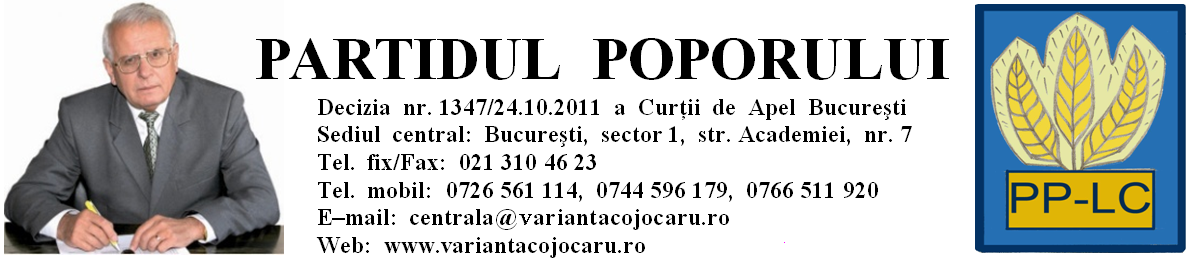 PARTIDUL POPORULUI
Decizia nr. 1347/24.10.2011 a Curții de Apel București
Sediul central: București, sector 1, str. Academiei, nr. 7
Tel. fix/Fax: 021 310 46 23
Tel. mobil: 0726 561 114, 0744 596 179, 0766 511 920
E–mail: centrala@variantacojocaru.ro
Web: www.variantacojocaru.ro
PP-LC